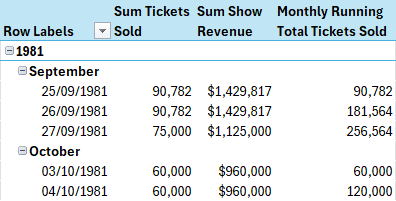 Sum Tickets Sum Show Monthly Running
Row Labels Sold Revenue Total Tickets Sold
1981
September
25/09/1981 90,782 $1,429,817 90,782
26/09/1981 90,782 $1,429,817 181,564
27/09/1981 75,000 $1,125,000 256,564
October
03/10/1981 60,000 $960,000 60,000
04/10/1981 60,000 $960,000 120,000